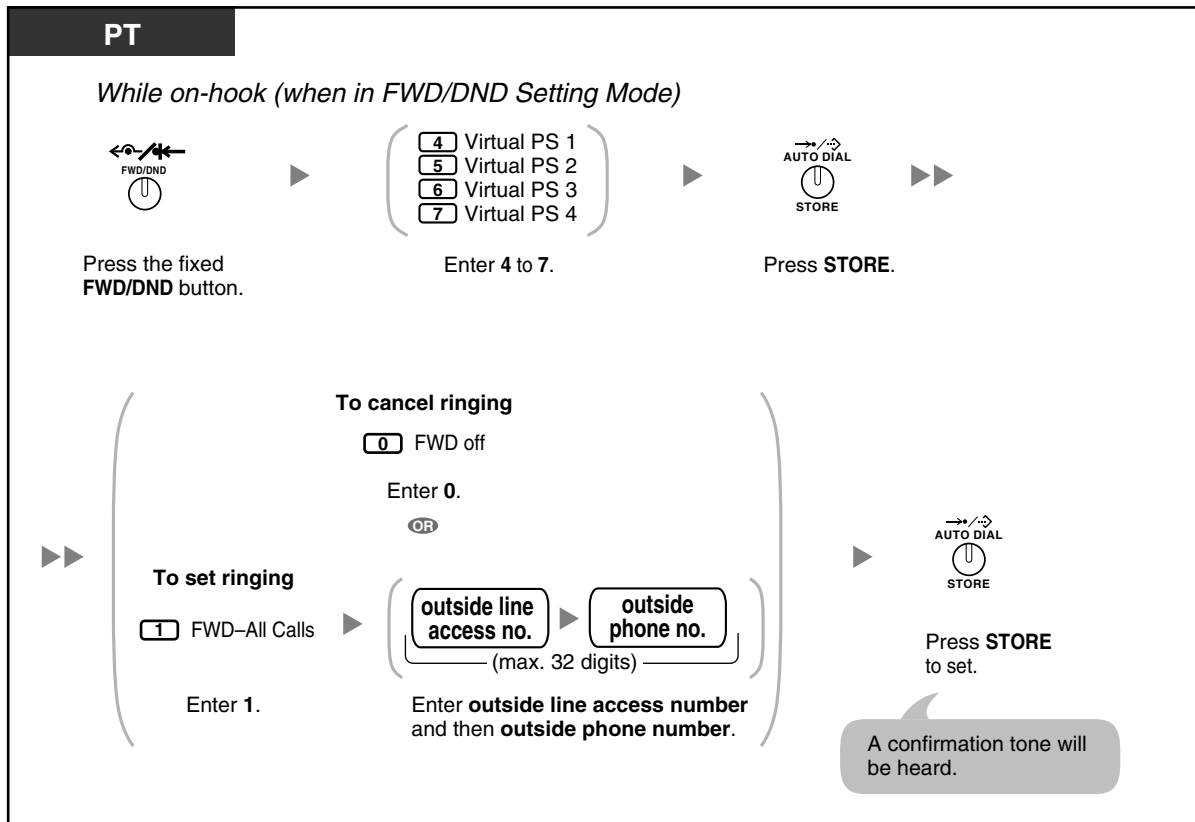 PT
While on-hook (when in FWD/DND Setting Mode)
FWD/DND
Press the fixed
FWD/DND button.
4 Virtual PS 1
5 Virtual PS 2
6 Virtual PS 3
7 Virtual PS 4
Enter 4 to 7.
AUTO DIAL
STORE
Press STORE.
To cancel ringing
0 FWD off
Enter 0.
OR
To set ringing
1 FWD–All Calls
Enter 1.
outside line
access no.
outside
phone no.
(max. 32 digits)
Enter outside line access number
and then outside phone number.
AUTO DIAL
STORE
Press STORE
to set.
A confirmation tone will
be heard.